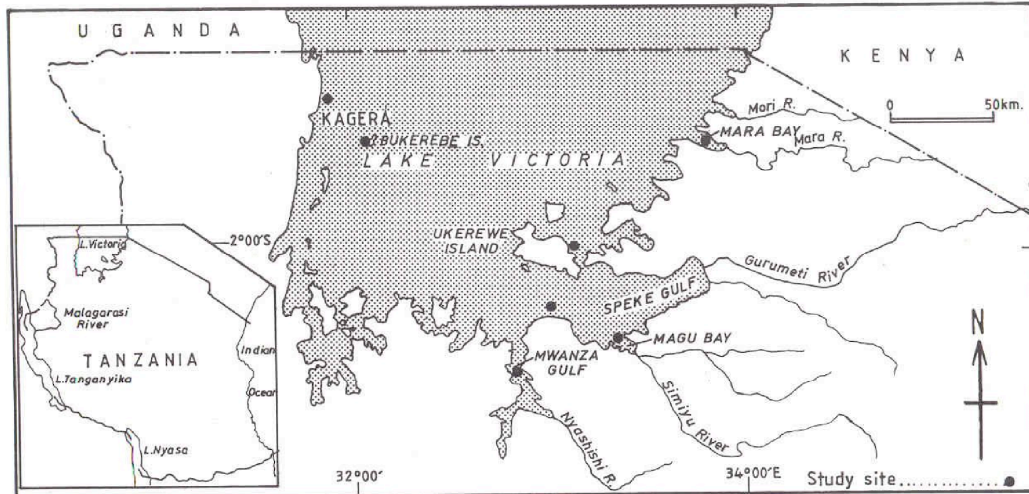 UGANDA
KENYA
0 50km.
Mori R.
KAGERA
MARA BAY
Mara R.
BUKEREBE IS.
LAKE VICTORIA
2°00'S
UKEREWE
ISLAND
Gurumeti River
SPEKE GULF
L.Victoria
Malagarasi
River
TANZANIA
Indian
Ocean
L.Tanganyika
L.Nyasa
MAGU BAY
MWANZA
GULF
Simiyu River
Nyashishi R.
N
32°00'
34°00'E
Study site............